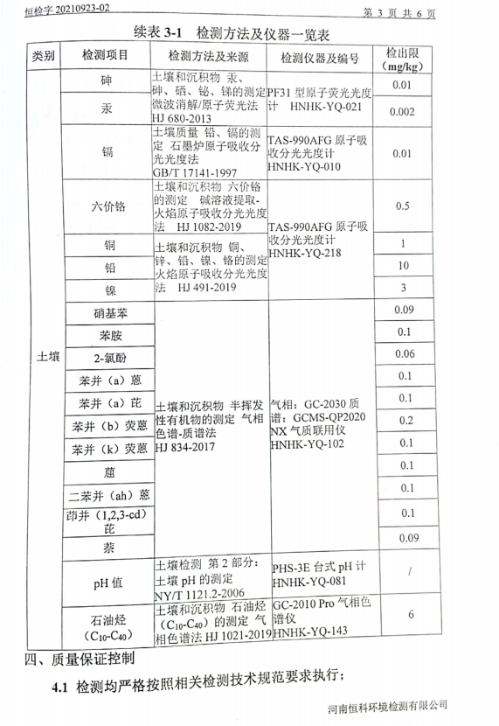 恒检字 20210923-02
第 3 页 共 6 页
续表 3-1 检测方法及仪器一览表
类别
检测项目
检测方法及来源
检测仪器及编号
检出限
(mg/kg)
土壤
砷
土壤和沉积物 汞、
砷、硒、铋、锑的测定
微波消解/原子荧光法
HJ 680-2013
PF31 型原子荧光光度
计 HNHK-YQ-021
0.01
汞
0.002
镉
土壤质量 铅、镉的测
定 石墨炉原子吸收分
光光度法
GB/T 17141-1997
TAS-990AFG 原子吸
收分光光度计
HNHK-YQ-010
0.01
六价铬
土壤和沉积物 六价铬
的测定 碱溶液提取-
火焰原子吸收分光光度
法 HJ 1082-2019
TAS-990AFG 原子吸
收分光光度计
HNHK-YQ-218
0.5
铜
土壤和沉积物 铜、
锌、铅、镍、铬的测定
火焰原子吸收分光光度
法 HJ 491-2019
1
铅
10
镍
3
硝基苯
土壤和沉积物 半挥发
性有机物的测定 气相
色谱-质谱法
HJ 834-2017
气相：GC-2030 质
谱：GCMS-QP2020
NX 气质联用仪
HNHK-YQ-102
0.09
苯胺
0.1
2-氯酚
0.06
苯并（a）蒽
0.1
苯并（a）芘
0.1
苯并（b）荧蒽
0.2
苯并（k）荧蒽
0.1
䓛
0.1
二苯并（ah）蒽
0.1
茚并（1,2,3-cd）
芘
0.1
萘
0.09
pH 值
土壤检测 第 2 部分：
土壤 pH 的测定
NY/T 1121.2-2006
PHS-3E 台式 pH 计
HNHK-YQ-081
/
石油烃
（C10-C40）
土壤和沉积物 石油烃
（C10-C40）的测定 气
相色谱法 HJ 1021-2019
GC-2010 Pro 气相色
谱仪
HNHK-YQ-143
6
四、质量保证控制
4.1 检测均严格按照相关检测技术规范要求执行；
河南恒科环境检测有限公司